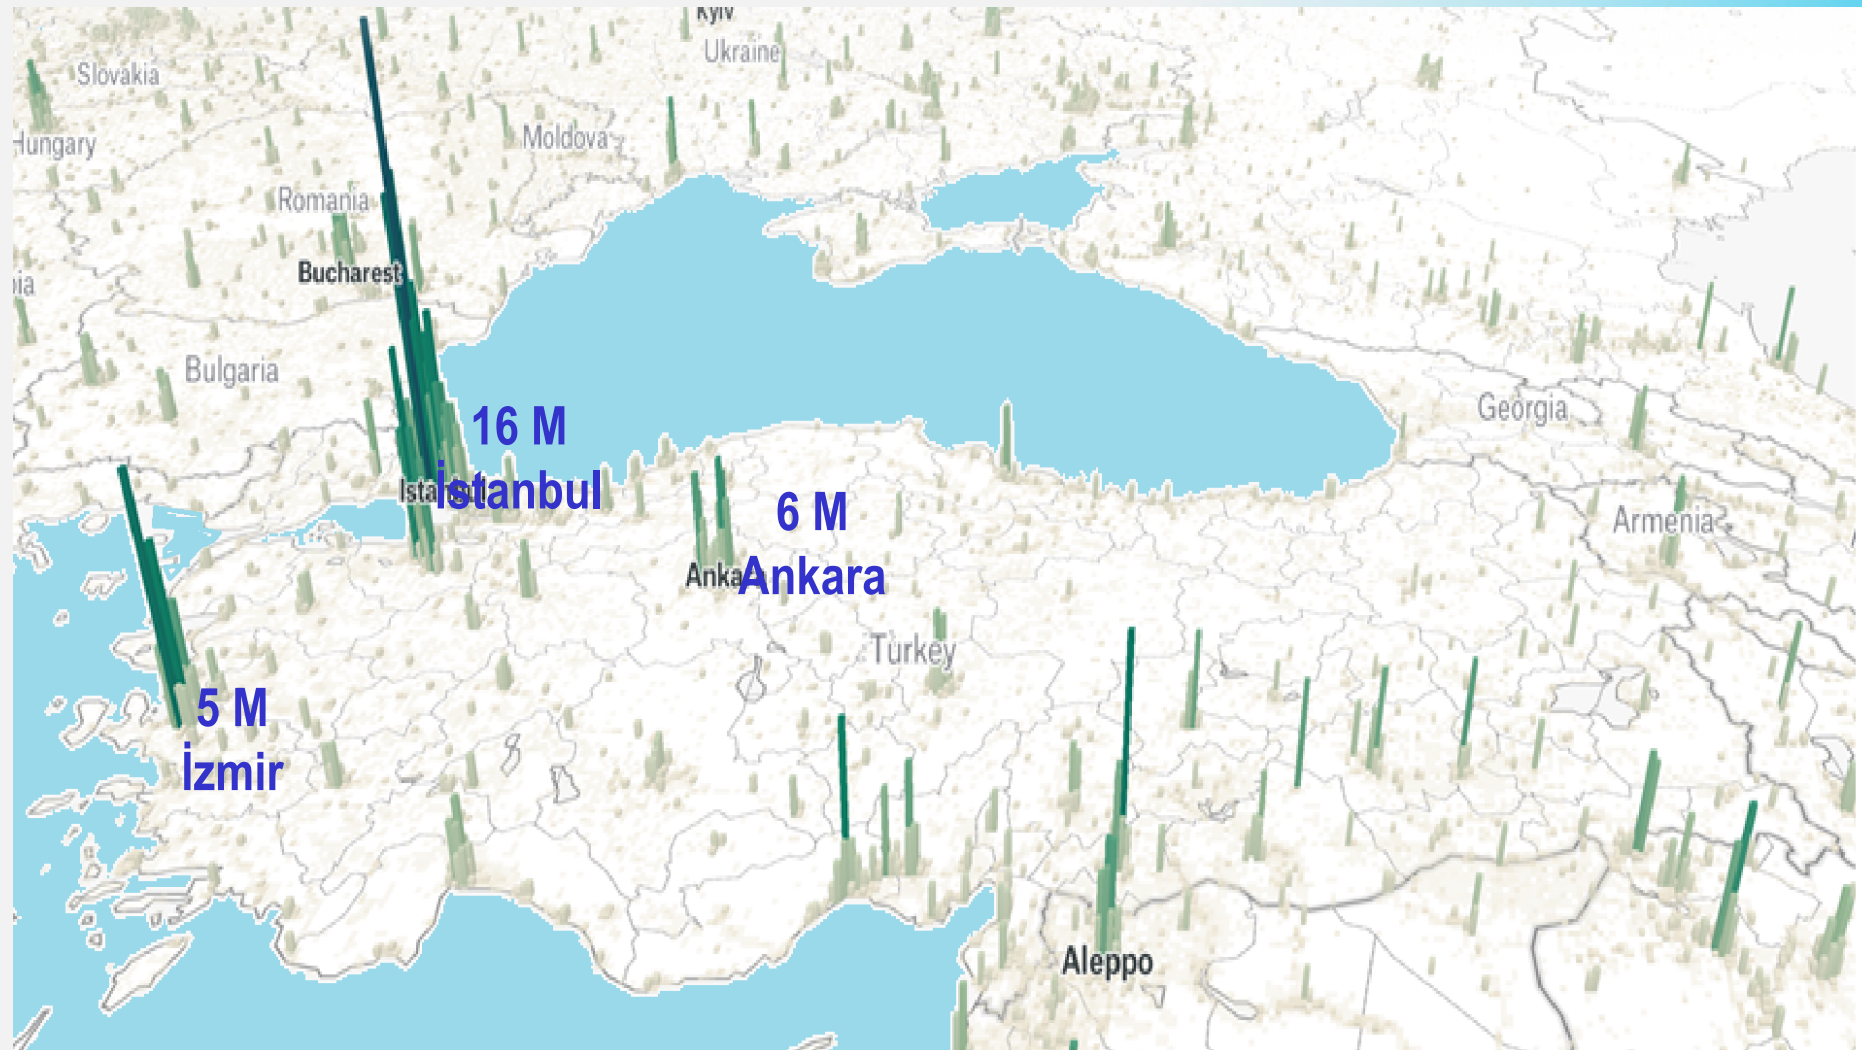 Kyiv
Ukraine
Slovakia
Hungary
Moldova
Romania
Bucharest
Bulgaria
16 M
İstanbul
Georgia
6 M
Ankara
Armenia
Turkey
5 M
İzmir
Aleppo